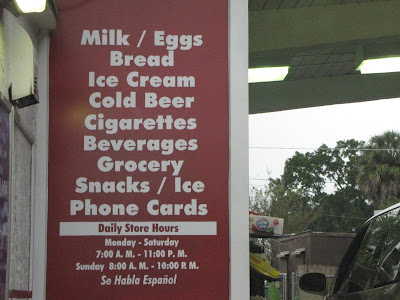 Milk / Eggs
Bread
Ice Cream
Cold Beer
Cigarettes
Beverages
Grocery
Snacks / Ice
Phone Cards
Daily Store Hours
Monday - Saturday
7:00 A. M. - 11:00 P. M.
Sunday 8:00 A. M. - 10:00 P. M.
Se Habla Español